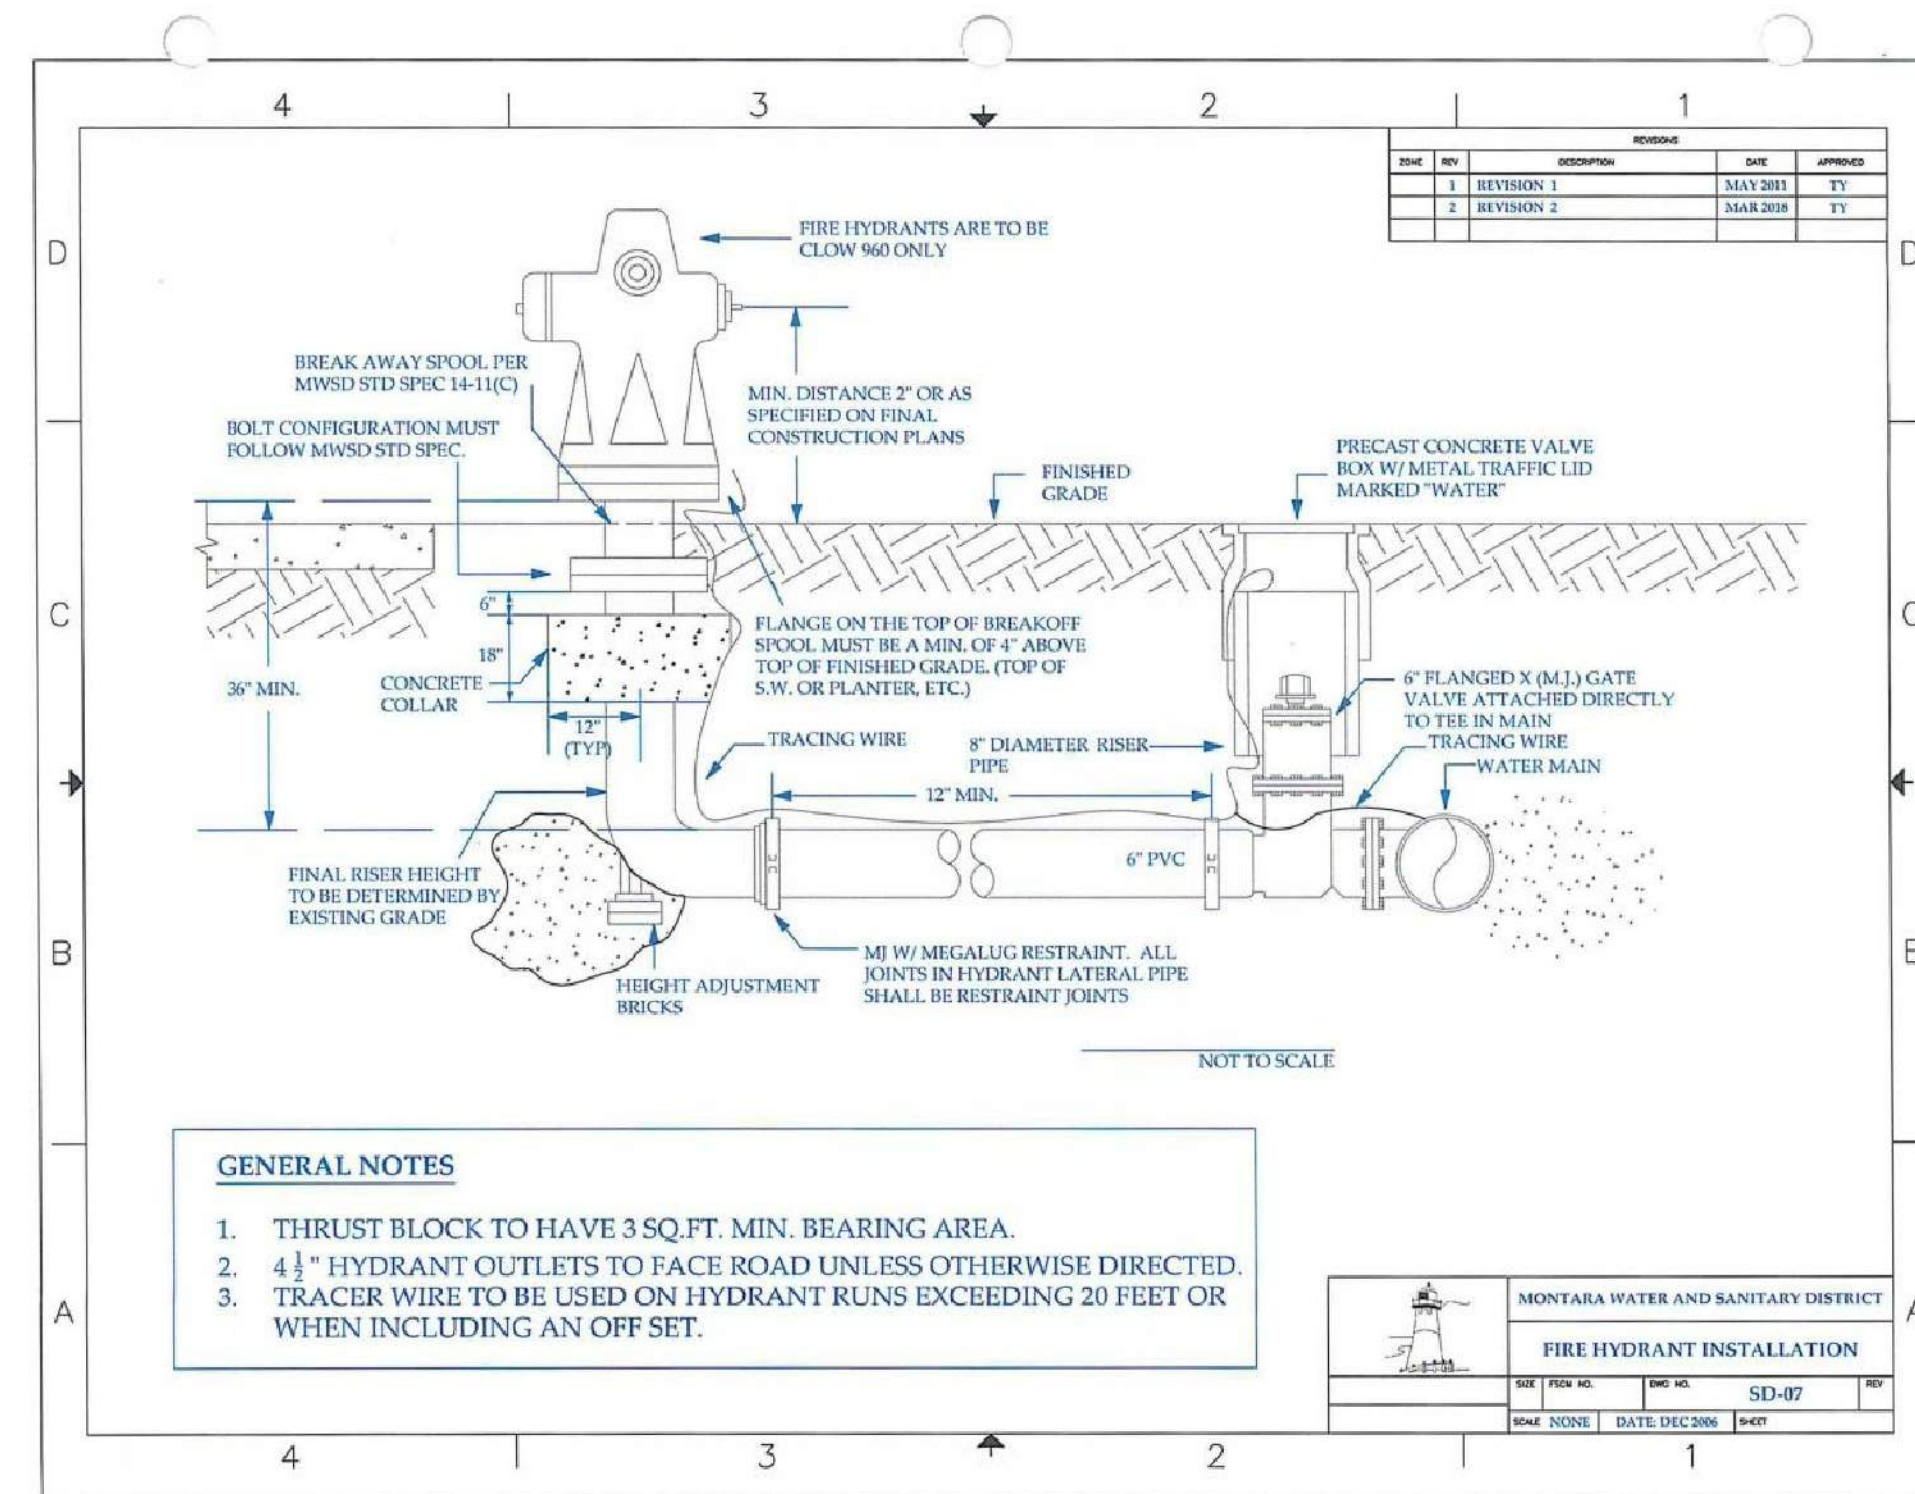 4 3 2 1
REVISIONS
ZONE REV DESCRIPTION DATE APPROVED
1 REVISION 1 MAY 2011 TY
2 REVISION 2 MAR 2018 TY
D D
FIRE HYDRANTS ARE TO BE
CLOW 960 ONLY
BREAK AWAY SPOOL PER
MWSD STD SPEC 14-11(C)
BOLT CONFIGURATION MUST
FOLLOW MWSD STD SPEC.
MIN. DISTANCE 2" OR AS
SPECIFIED ON FINAL
CONSTRUCTION PLANS
FINISHED
GRADE
PRECAST CONCRETE VALVE
BOX W/ METAL TRAFFIC LID
MARKED "WATER"
C C
6"
18"
36" MIN.
CONCRETE
COLLAR
12"
(TYP)
FLANGE ON THE TOP OF BREAKOFF
SPOOL MUST BE A MIN. OF 4" ABOVE
TOP OF FINISHED GRADE. (TOP OF
S.W. OR PLANTER, ETC.)
6" FLANGED X (M.J.) GATE
VALVE ATTACHED DIRECTLY
TO TEE IN MAIN
TRACING WIRE
8" DIAMETER RISER
PIPE
TRACING WIRE
WATER MAIN
12" MIN.
6" PVC
FINAL RISER HEIGHT
TO BE DETERMINED BY
EXISTING GRADE
B B
HEIGHT ADJUSTMENT
BRICKS
MJ W/ MEGALUG RESTRAINT. ALL
JOINTS IN HYDRANT LATERAL PIPE
SHALL BE RESTRAINT JOINTS
NOT TO SCALE
GENERAL NOTES
1. THRUST BLOCK TO HAVE 3 SQ.FT. MIN. BEARING AREA.
2. 4 1/2" HYDRANT OUTLETS TO FACE ROAD UNLESS OTHERWISE DIRECTED.
3. TRACER WIRE TO BE USED ON HYDRANT RUNS EXCEEDING 20 FEET OR
WHEN INCLUDING AN OFF SET.
A A
MONTARA WATER AND SANITARY DISTRICT
FIRE HYDRANT INSTALLATION
SIZE FSCM NO. DWG NO. SD-07 REV
SCALE NONE DATE: DEC 2006 SHEET
4 3 2 1